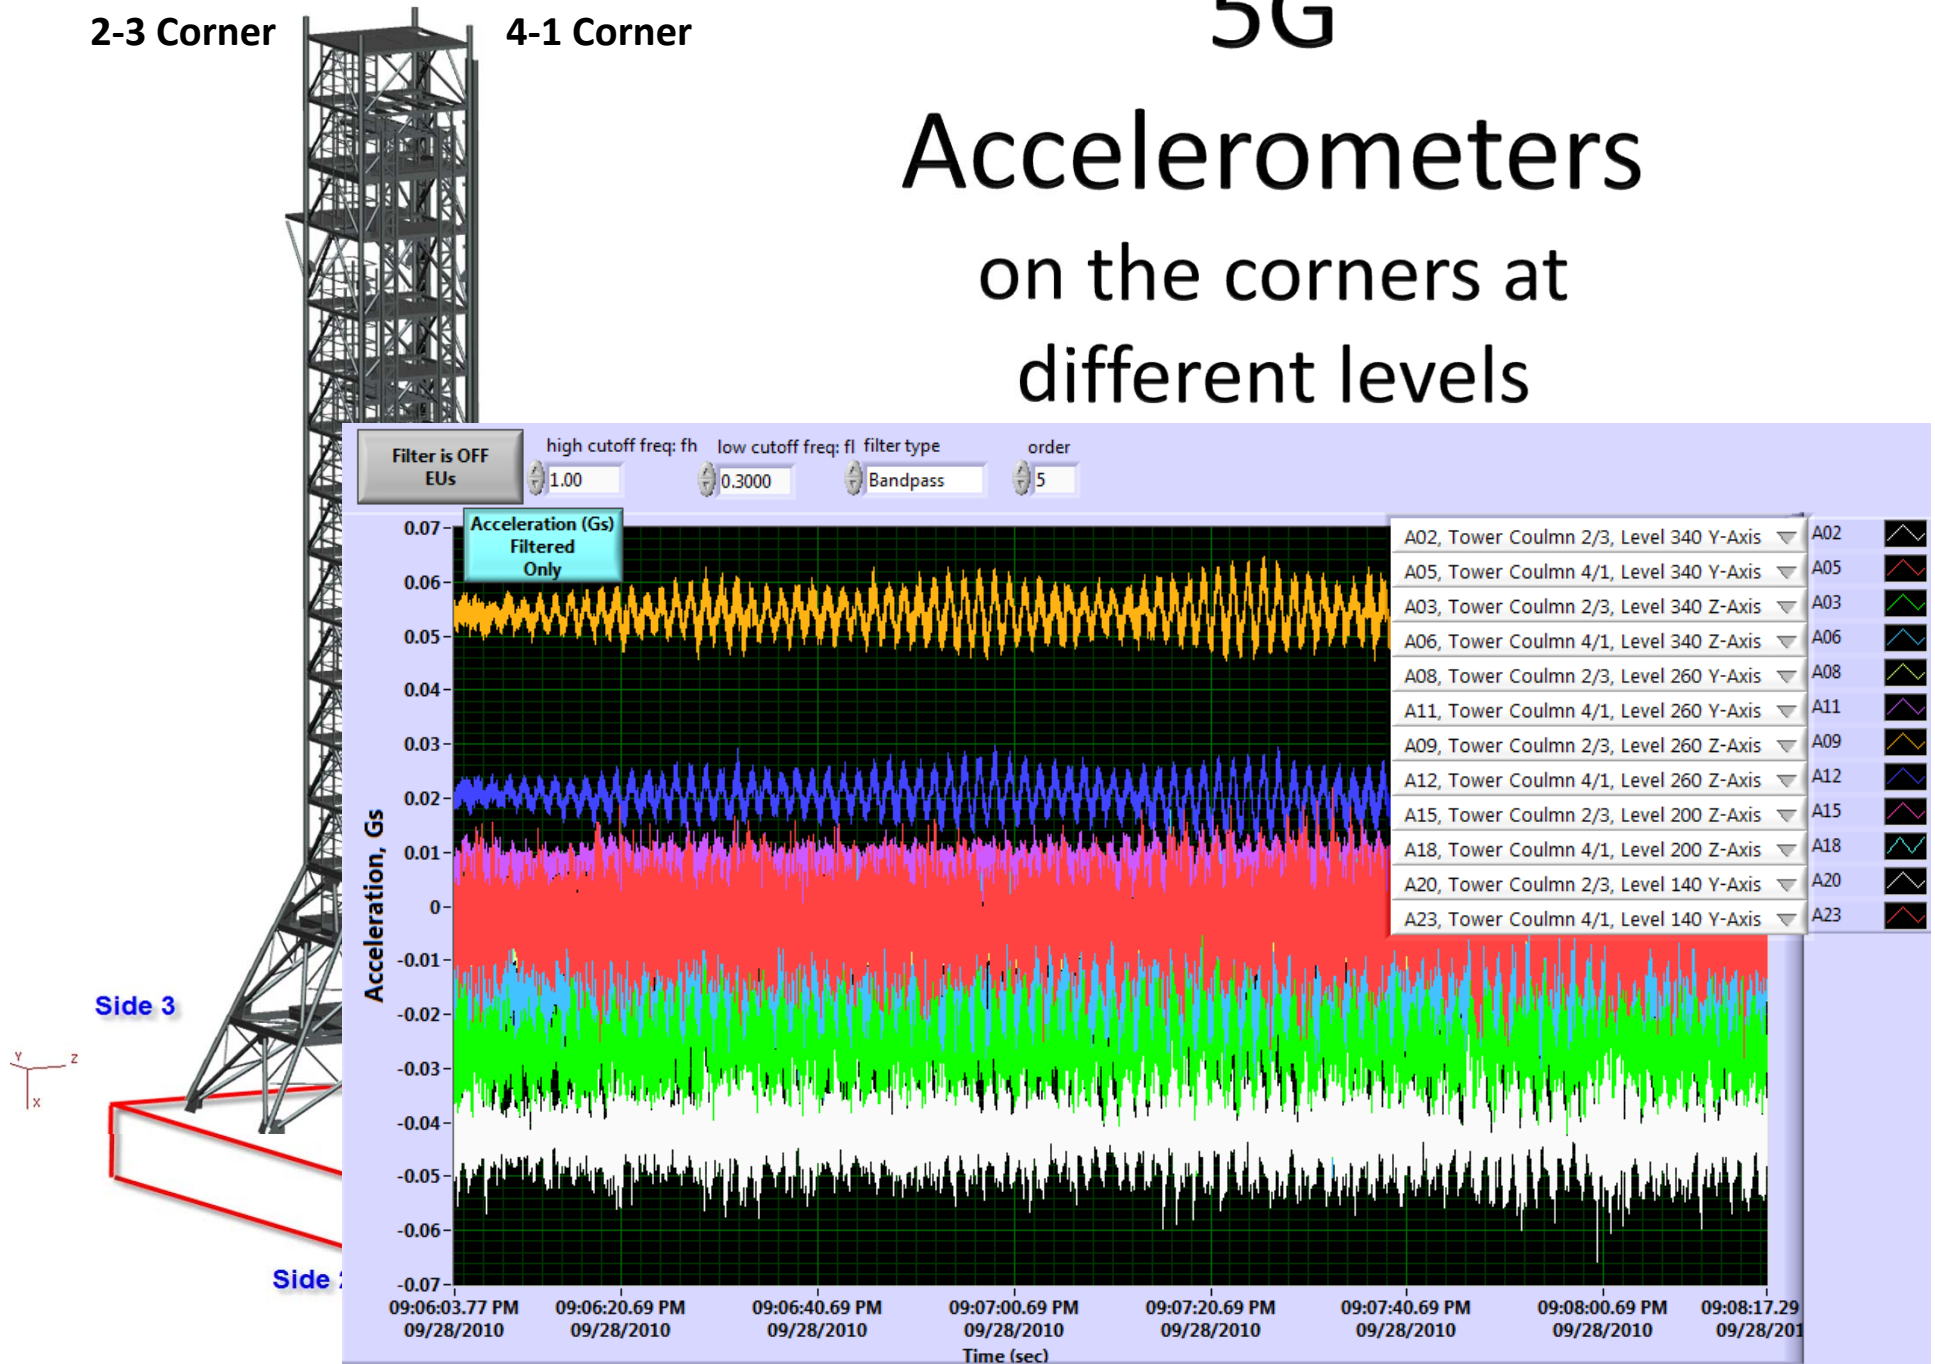 2-3 Corner
4-1 Corner
5G
Accelerometers
on the corners at
different levels
Filter is OFF
EUs
high cutoff freq: fh
1.00
low cutoff freq: fl
0.3000
filter type
Bandpass
order
5
Acceleration (Gs)
Filtered
Only
A02, Tower Coulmn 2/3, Level 340 Y-Axis A02
A05, Tower Coulmn 4/1, Level 340 Y-Axis A05
A03, Tower Coulmn 2/3, Level 340 Z-Axis A03
A06, Tower Coulmn 4/1, Level 340 Z-Axis A06
A08, Tower Coulmn 2/3, Level 260 Y-Axis A08
A11, Tower Coulmn 4/1, Level 260 Y-Axis A11
A09, Tower Coulmn 2/3, Level 260 Z-Axis A09
A12, Tower Coulmn 4/1, Level 260 Z-Axis A12
A15, Tower Coulmn 2/3, Level 200 Z-Axis A15
A18, Tower Coulmn 4/1, Level 200 Z-Axis A18
A20, Tower Coulmn 2/3, Level 140 Y-Axis A20
A23, Tower Coulmn 4/1, Level 140 Y-Axis A23
Acceleration, Gs
0.07
0.06
0.05
0.04
0.03
0.02
0.01
0
-0.01
-0.02
-0.03
-0.04
-0.05
-0.06
-0.07
Side 3
Y
Z
X
Side
09:06:03.77 PM 09:06:20.69 PM 09:06:40.69 PM 09:07:00.69 PM 09:07:20.69 PM 09:07:40.69 PM 09:08:00.69 PM 09:08:17.29
09/28/2010 09/28/2010 09/28/2010 09/28/2010 09/28/2010 09/28/2010 09/28/2010 09/28/201
Time (sec)